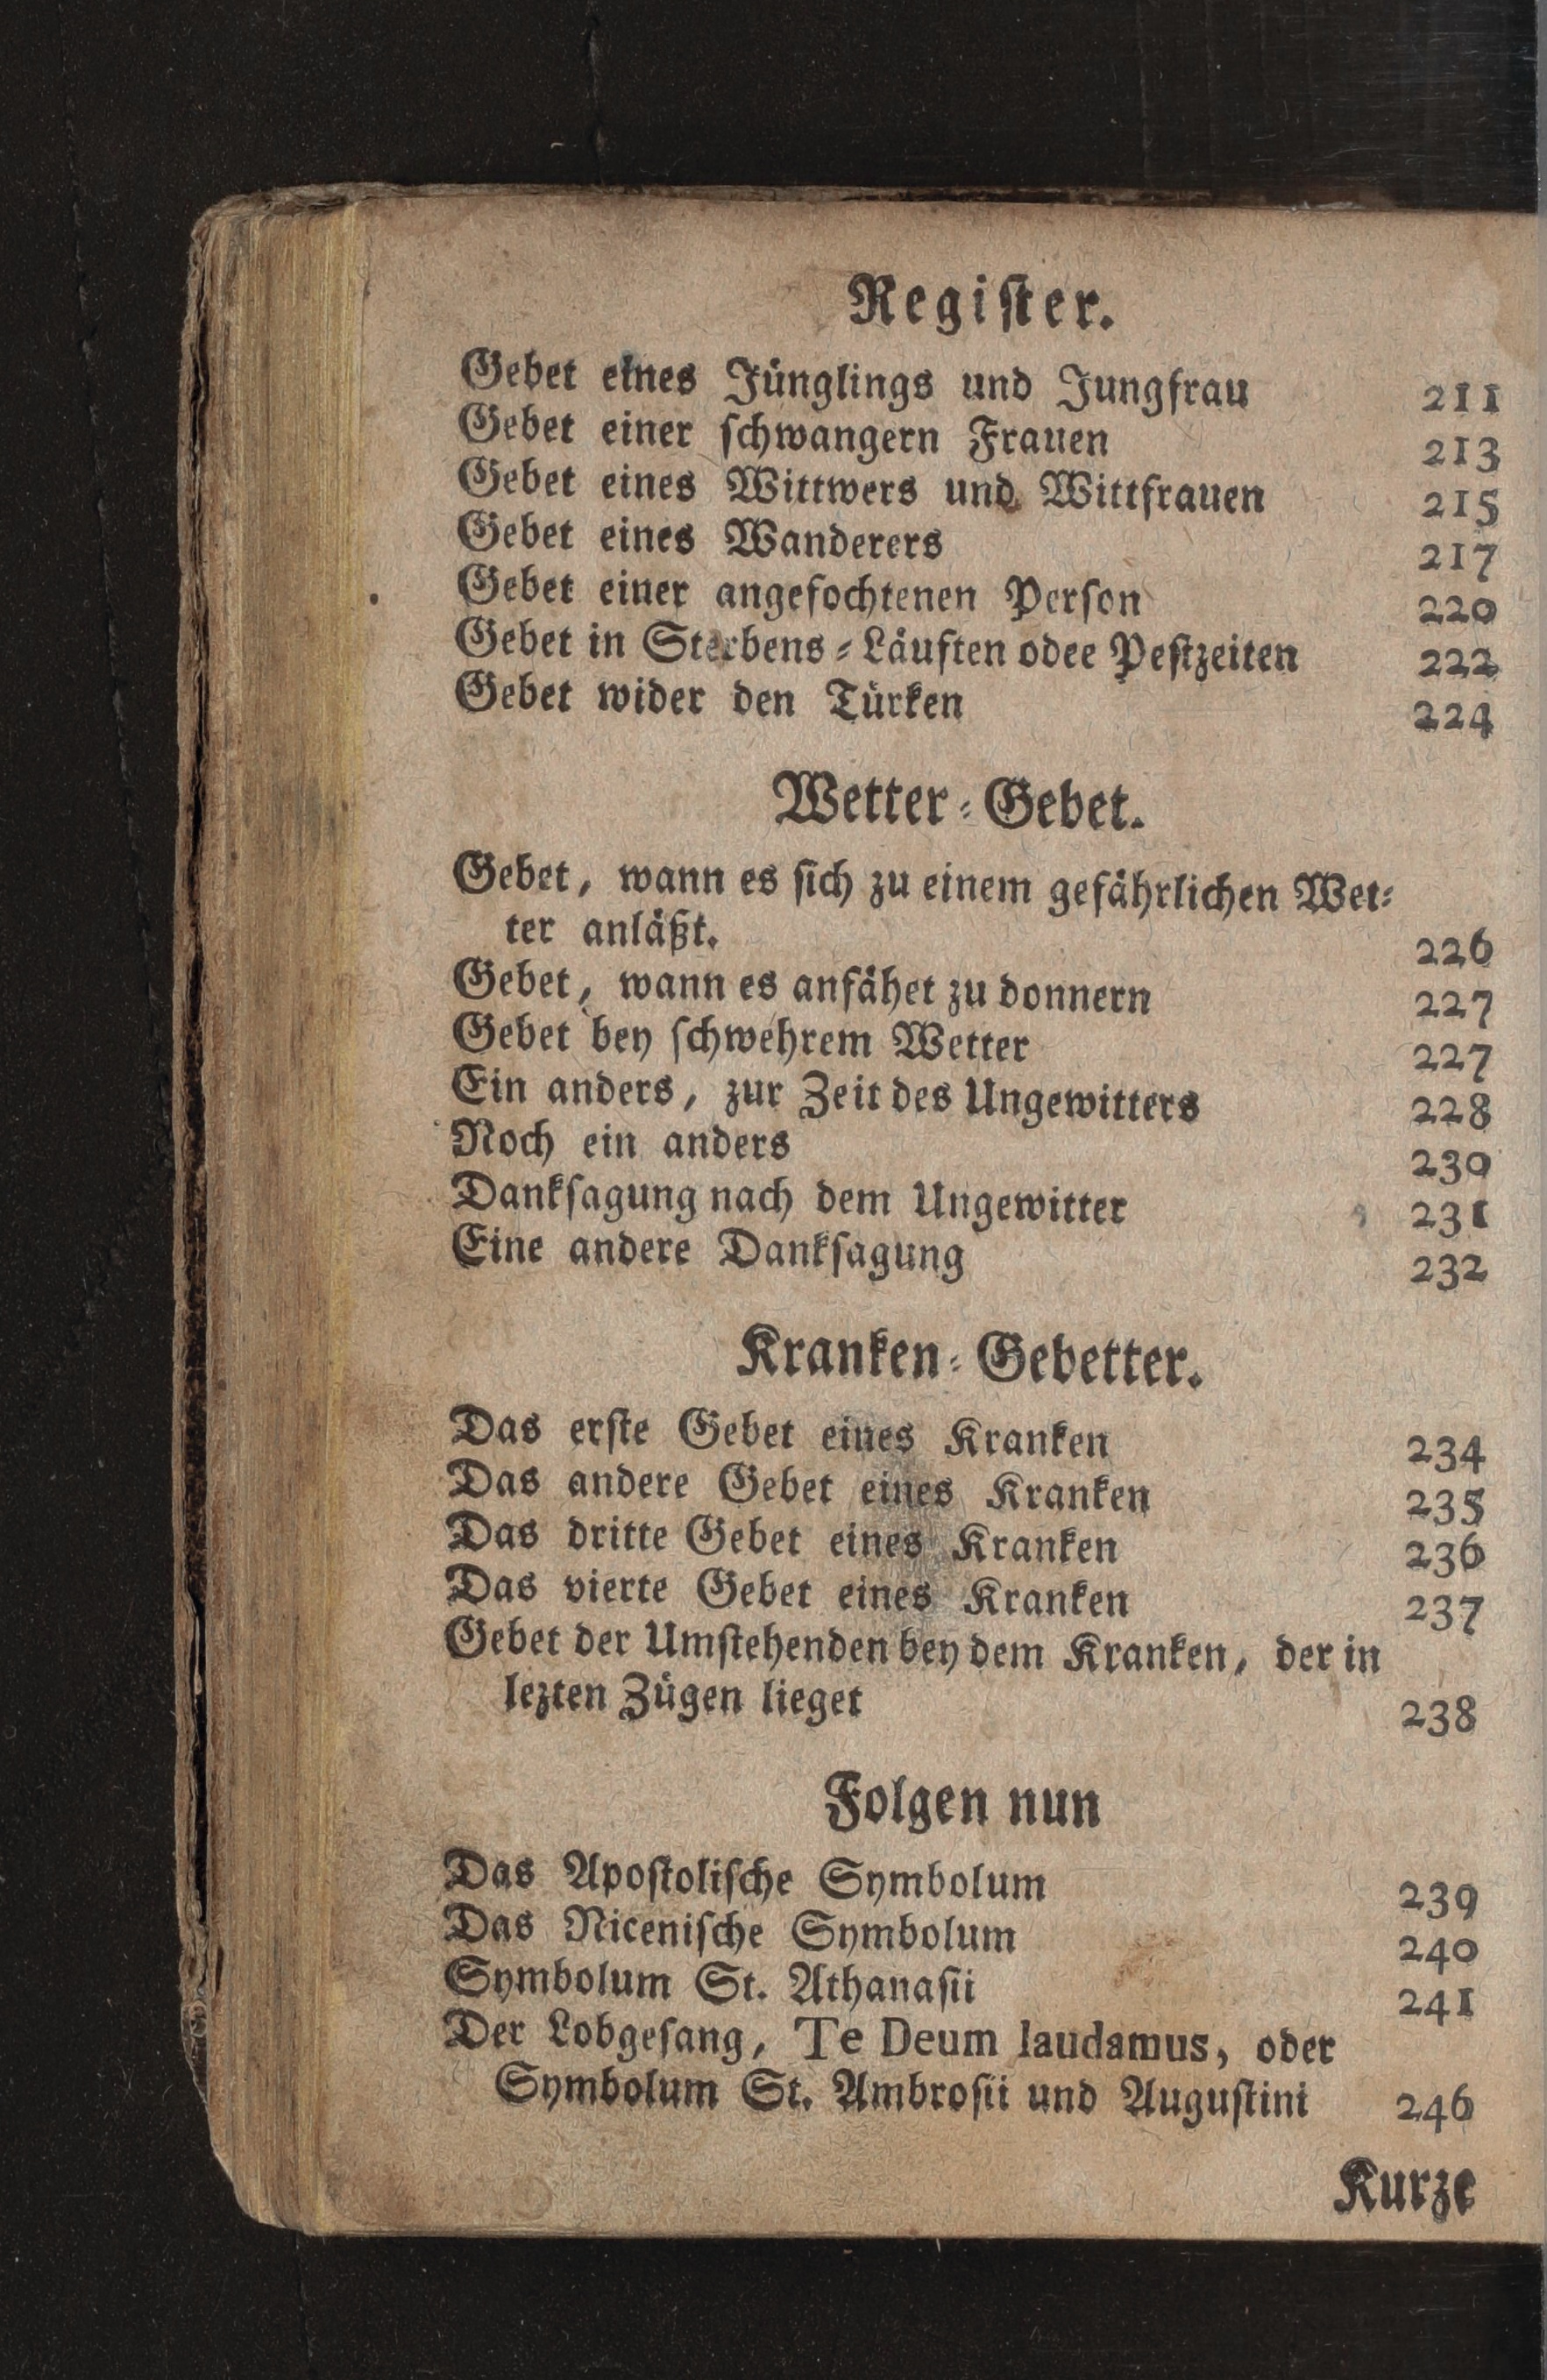 Register.
Gebet eines Jünglings und Jungfrau 211
Gebet einer schwangern Frauen 213
Gebet eines Wittwers und Wittfrauen 215
Gebet eines Wanderers 217
Gebet einer angefochtenen Person 220
Gebet in Sterbens-Läuften odee Pestzeiten 222
Gebet wider den Türken 224
Wetter-Gebet.
Gebet, wann es sich zu einem gefährlichen Wet-
ter anläßt. 226
Gebet, wann es anfähet zu donnern 227
Gebet bey schwehrem Wetter 227
Ein anders, zur Zeit des Ungewitters 228
Noch ein anders 230
Danksagung nach dem Ungewitter 231
Eine andere Danksagung 232
Kranken-Gebetter.
Das erste Gebet eines Kranken 234
Das andere Gebet eines Kranken 235
Das dritte Gebet eines Kranken 236
Das vierte Gebet eines Kranken 237
Gebet der Umstehenden bey dem Kranken, der in
lezten Zügen lieget 238
Folgen nun
Das Apostolische Symbolum 239
Das Nicenische Symbolum 240
Symbolum St. Athanasii 241
Der Lobgesang, Te Deum laudamus, oder
Symbolum St. Ambrosii und Augustini 246
Kurze